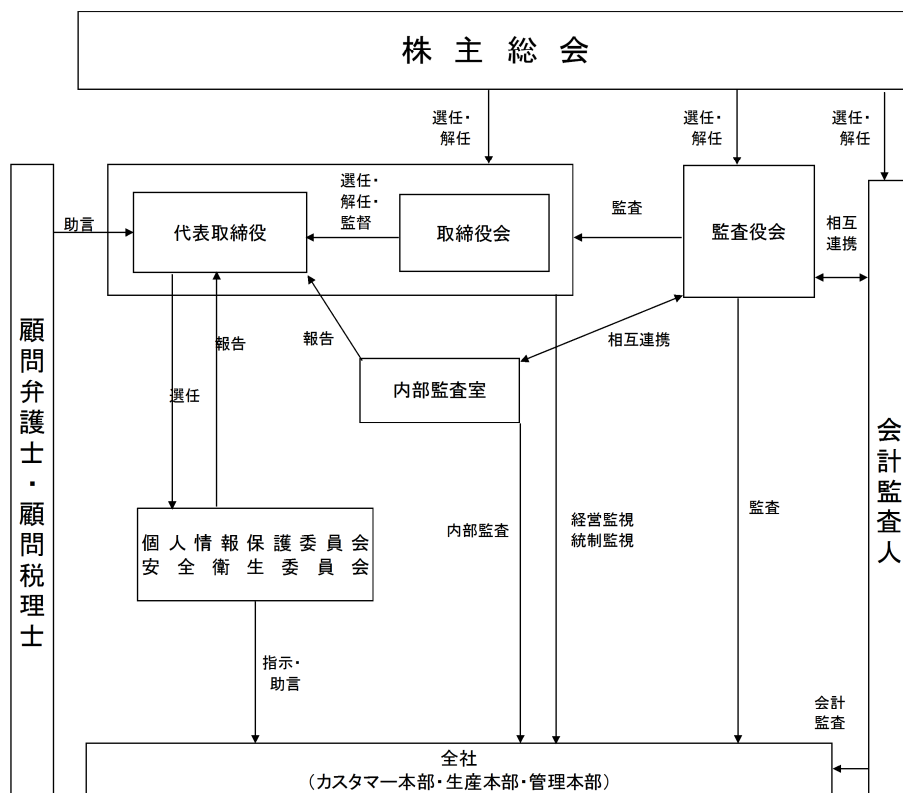 株主総会
選任・
解任
選任・
解任
選任・
解任
選任・
解任・
監督
代表取締役
取締役会
監査
監査役会
相互
連携
助言
報告
報告
相互連携
内部監査室
選任
顧問弁護士・顧問税理士
会計監査人
個人情報保護委員会
安全衛生委員会
内部監査
経営監視
統制監視
監査
指示・
助言
会計
監査
全社
（カスタマー本部・生産本部・管理本部）